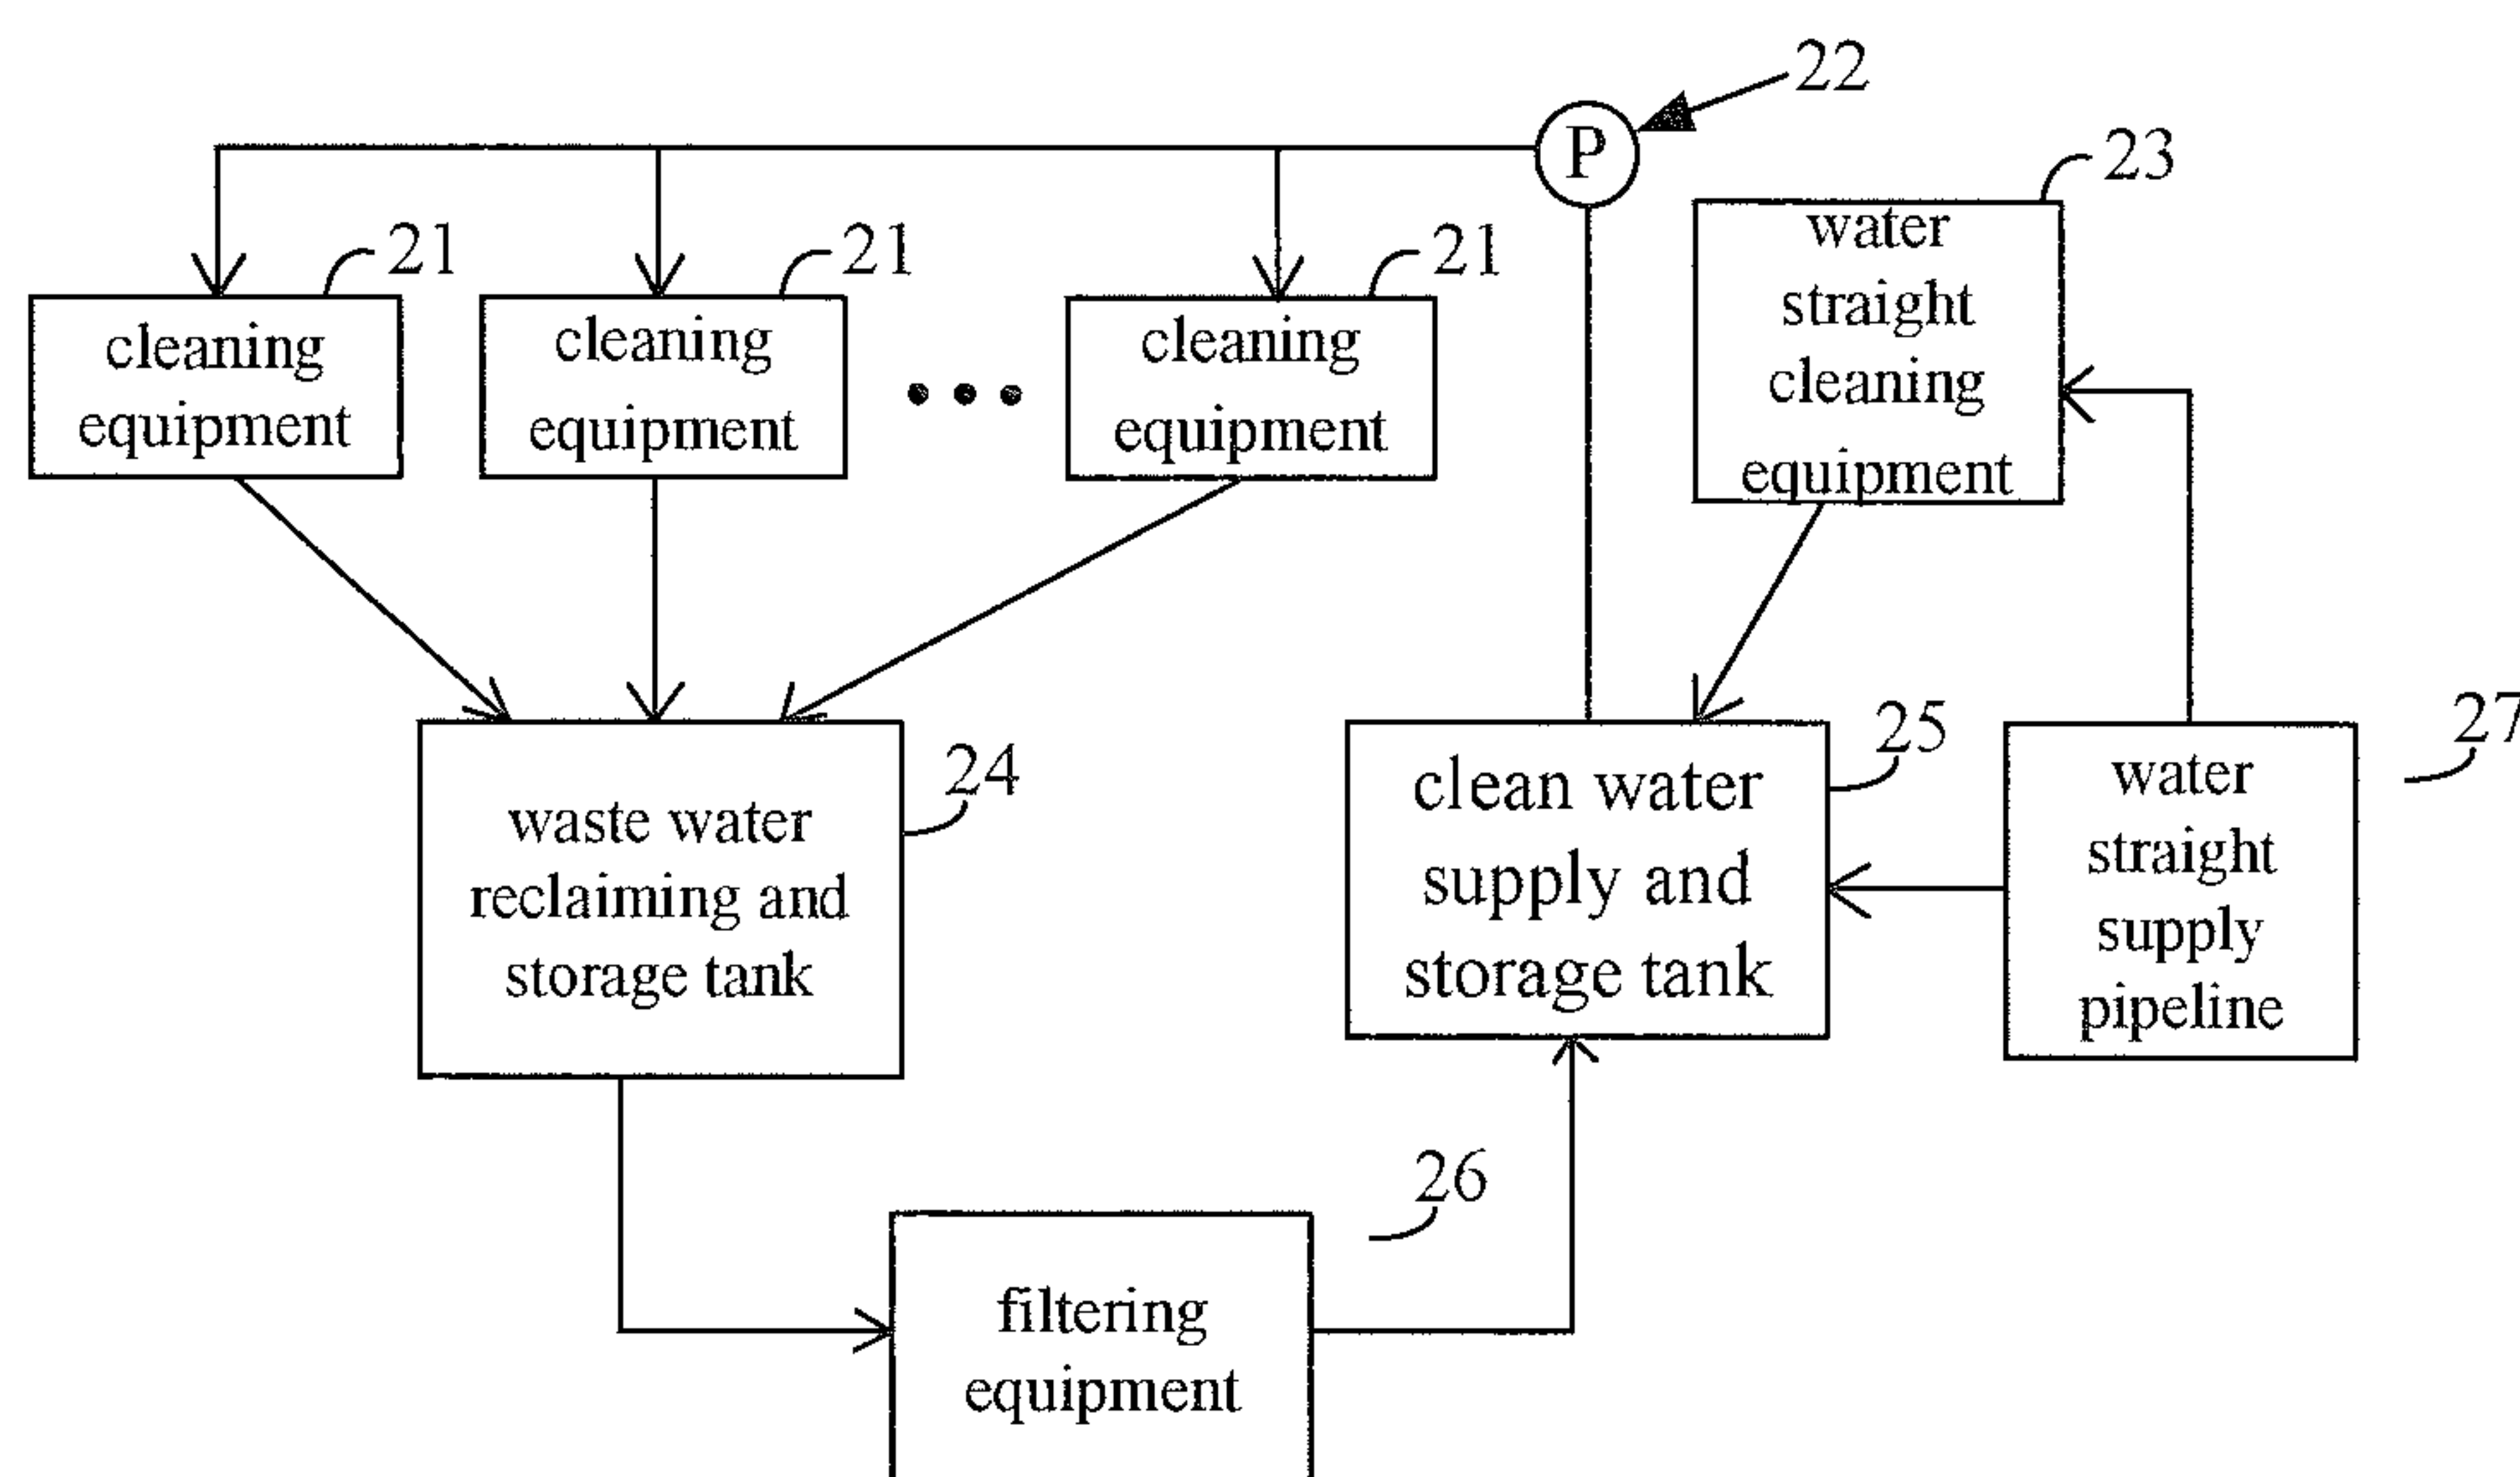 22
P
23
21
21
21
water
straight
cleaning
equipment
cleaning
equipment
cleaning
equipment
cleaning
equipment
24
waste water
reclaiming and
storage tank
25
clean water
supply and
storage tank
27
water
straight
supply
pipeline
26
filtering
equipment